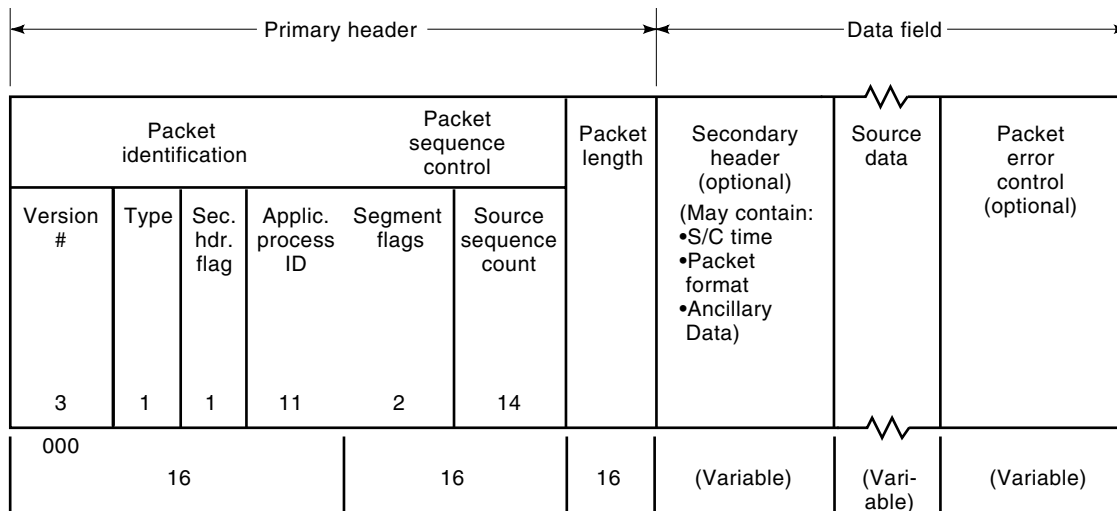 Primary header
Data field
Packet
identification
Packet
sequence
control
Packet
length
Secondary
header
(optional)
(May contain:
•S/C time
•Packet
format
•Ancillary
Data)
Source
data
Packet
error
control
(optional)
Version
#
Type
Sec.
hdr.
flag
Applic.
process
ID
Segment
flags
Source
sequence
count
3
1
1
11
2
14
000
16
16
16
(Variable)
(Vari-
able)
(Variable)